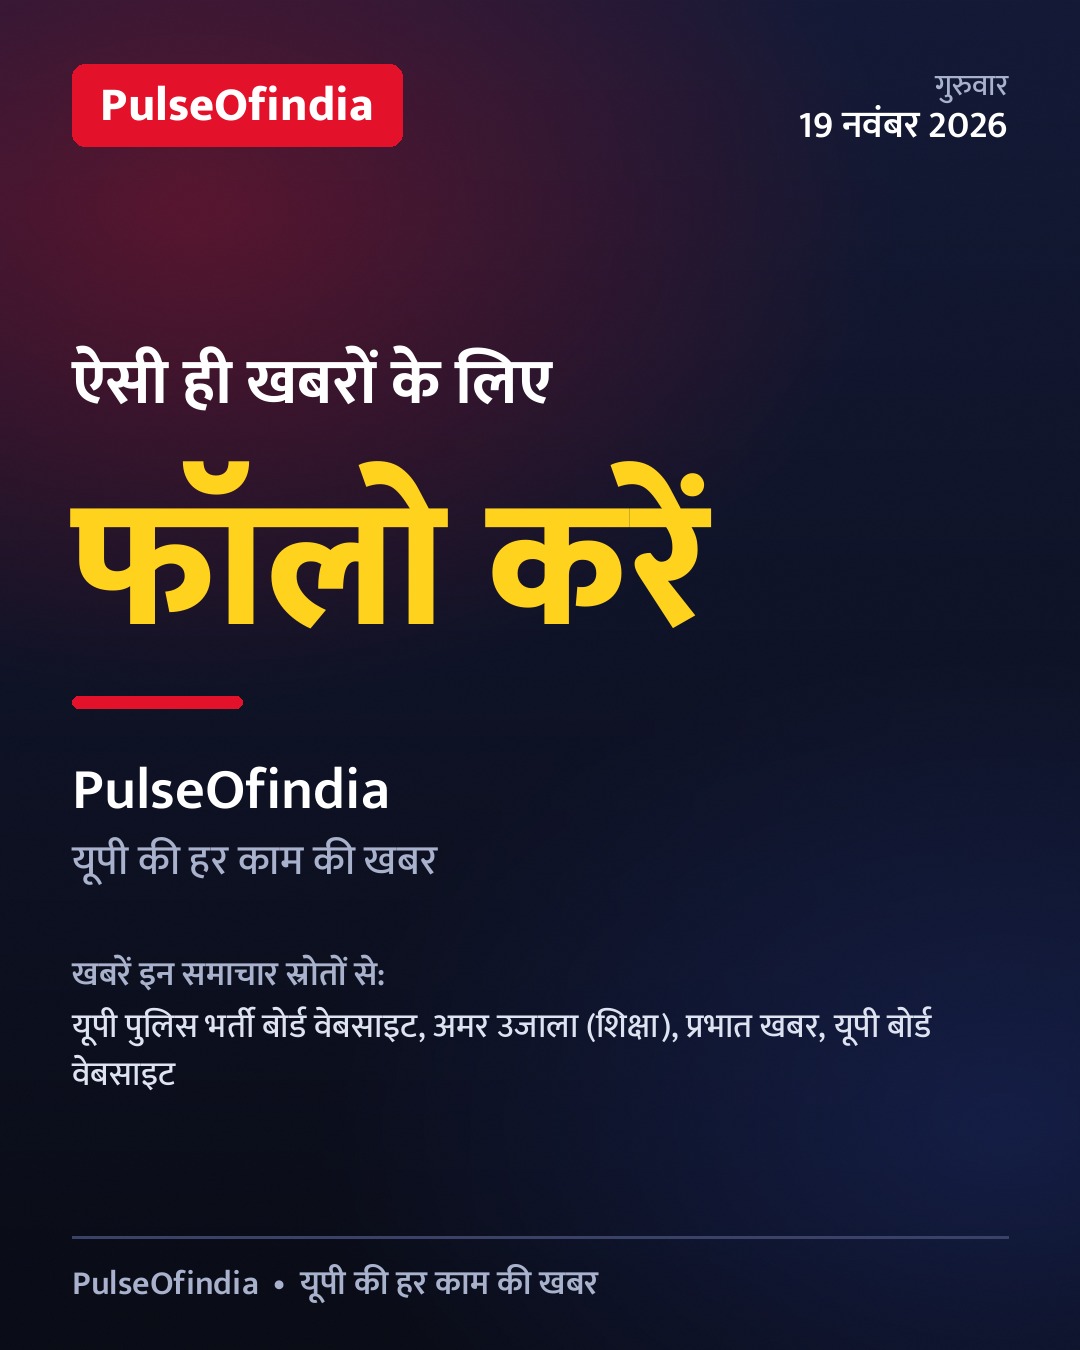 PulseOfindia
गुरुवार
19 नवंबर 2026
ऐसी ही खबरों के लिए
फॉलो करें
PulseOfindia
यूपी की हर काम की खबर
खबरें इन समाचार स्रोतों से:
यूपी पुलिस भर्ती बोर्ड वेबसाइट, अमर उजाला (शिक्षा), प्रभात खबर, यूपी बोर्ड
वेबसाइट
PulseOfindia • यूपी की हर काम की खबर